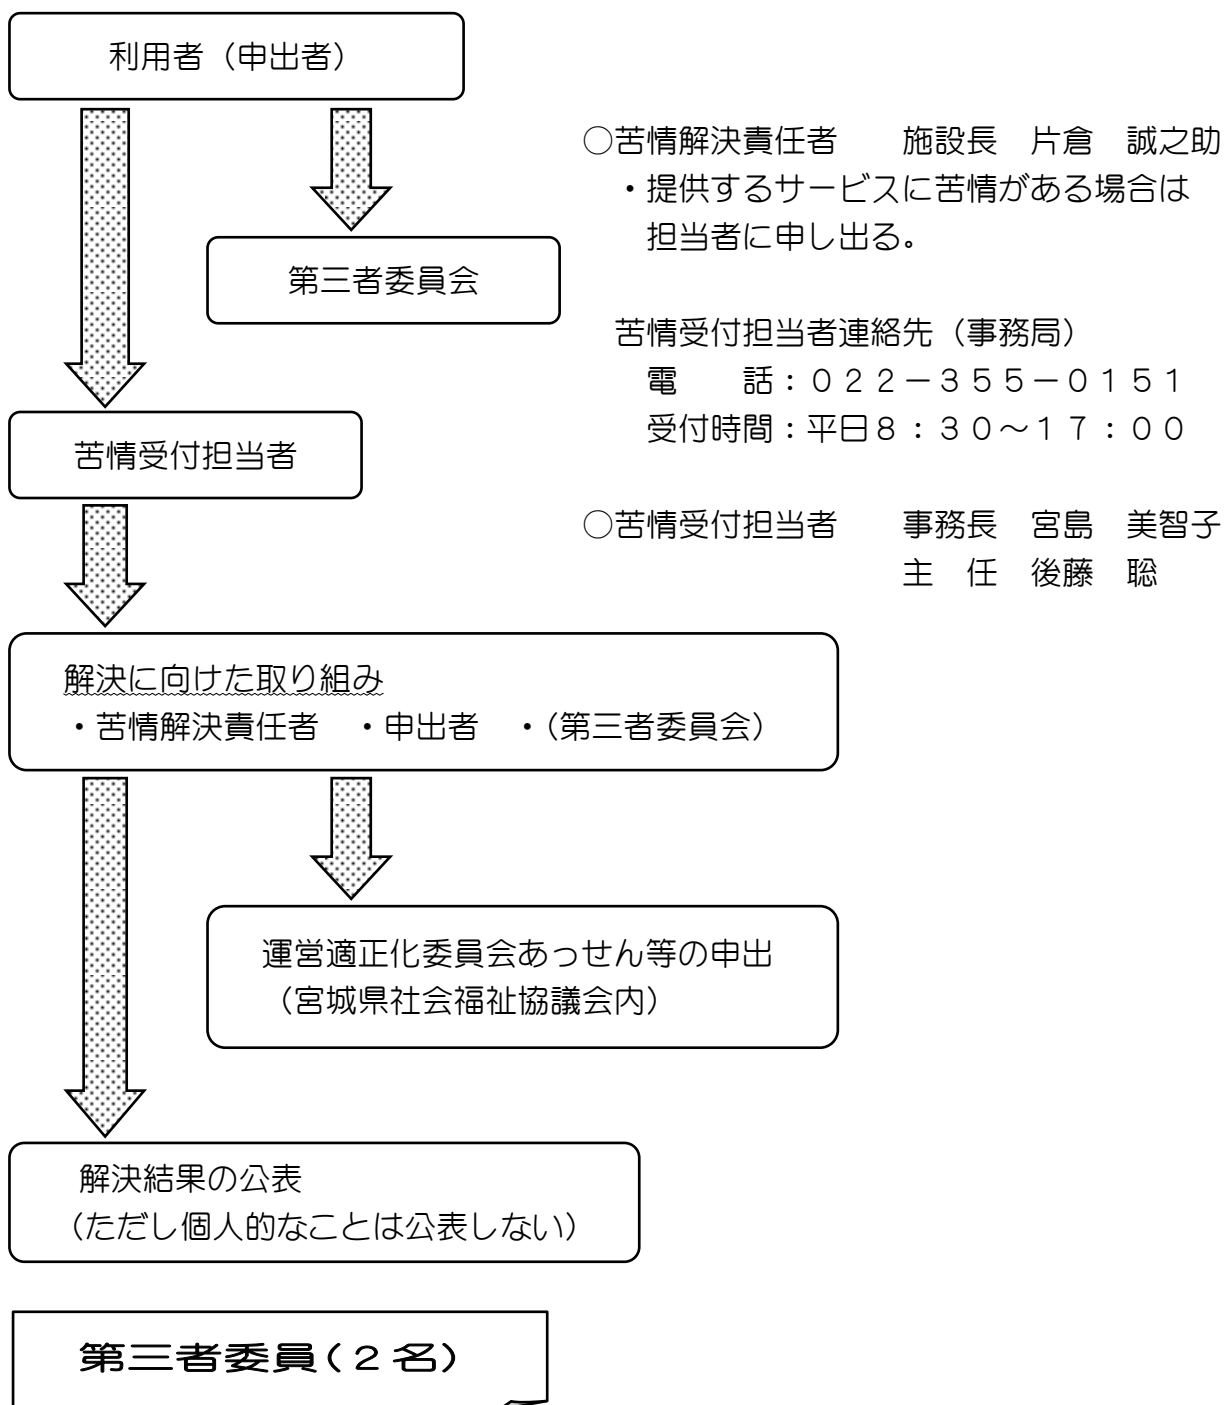 利用者（申出者）
○苦情解決責任者　　施設長　片倉　誠之助
・提供するサービスに苦情がある場合は
担当者に申し出る。
第三者委員会
苦情受付担当者連絡先（事務局）
電　　話：０２２－３５５－０１５１
受付時間：平日８：３０～１７：００
苦情受付担当者
○苦情受付担当者　　事務長　宮島　美智子
主　任　後藤　聡
解決に向けた取り組み
・苦情解決責任者　・申出者　・（第三者委員会）
運営適正化委員会あっせん等の申出
（宮城県社会福祉協議会内）
解決結果の公表
（ただし個人的なことは公表しない）
第三者委員（２名）